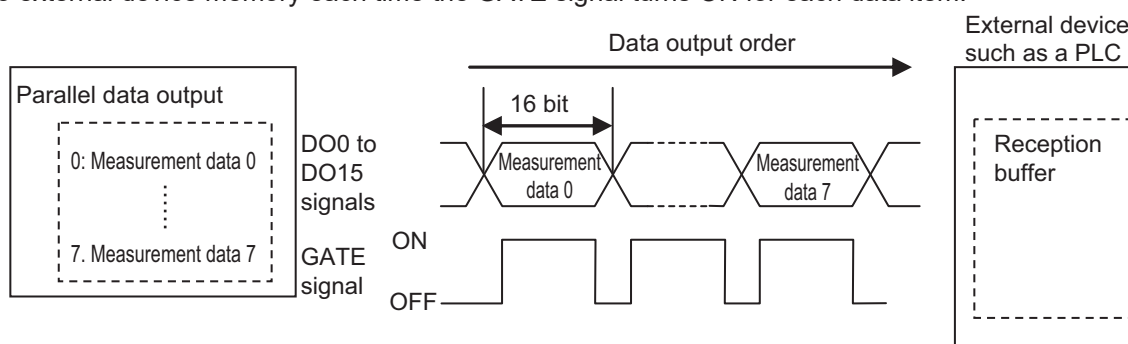 external device memory each time the GATE signal turns ON for each data item.
External device
such as a PLC
Data output order
Parallel data output
16 bit
0: Measurement data 0
7. Measurement data 7
DO0 to
DO15
signals
Measurement
data 0
Measurement
data 7
Reception
buffer
GATE
signal
ON
OFF